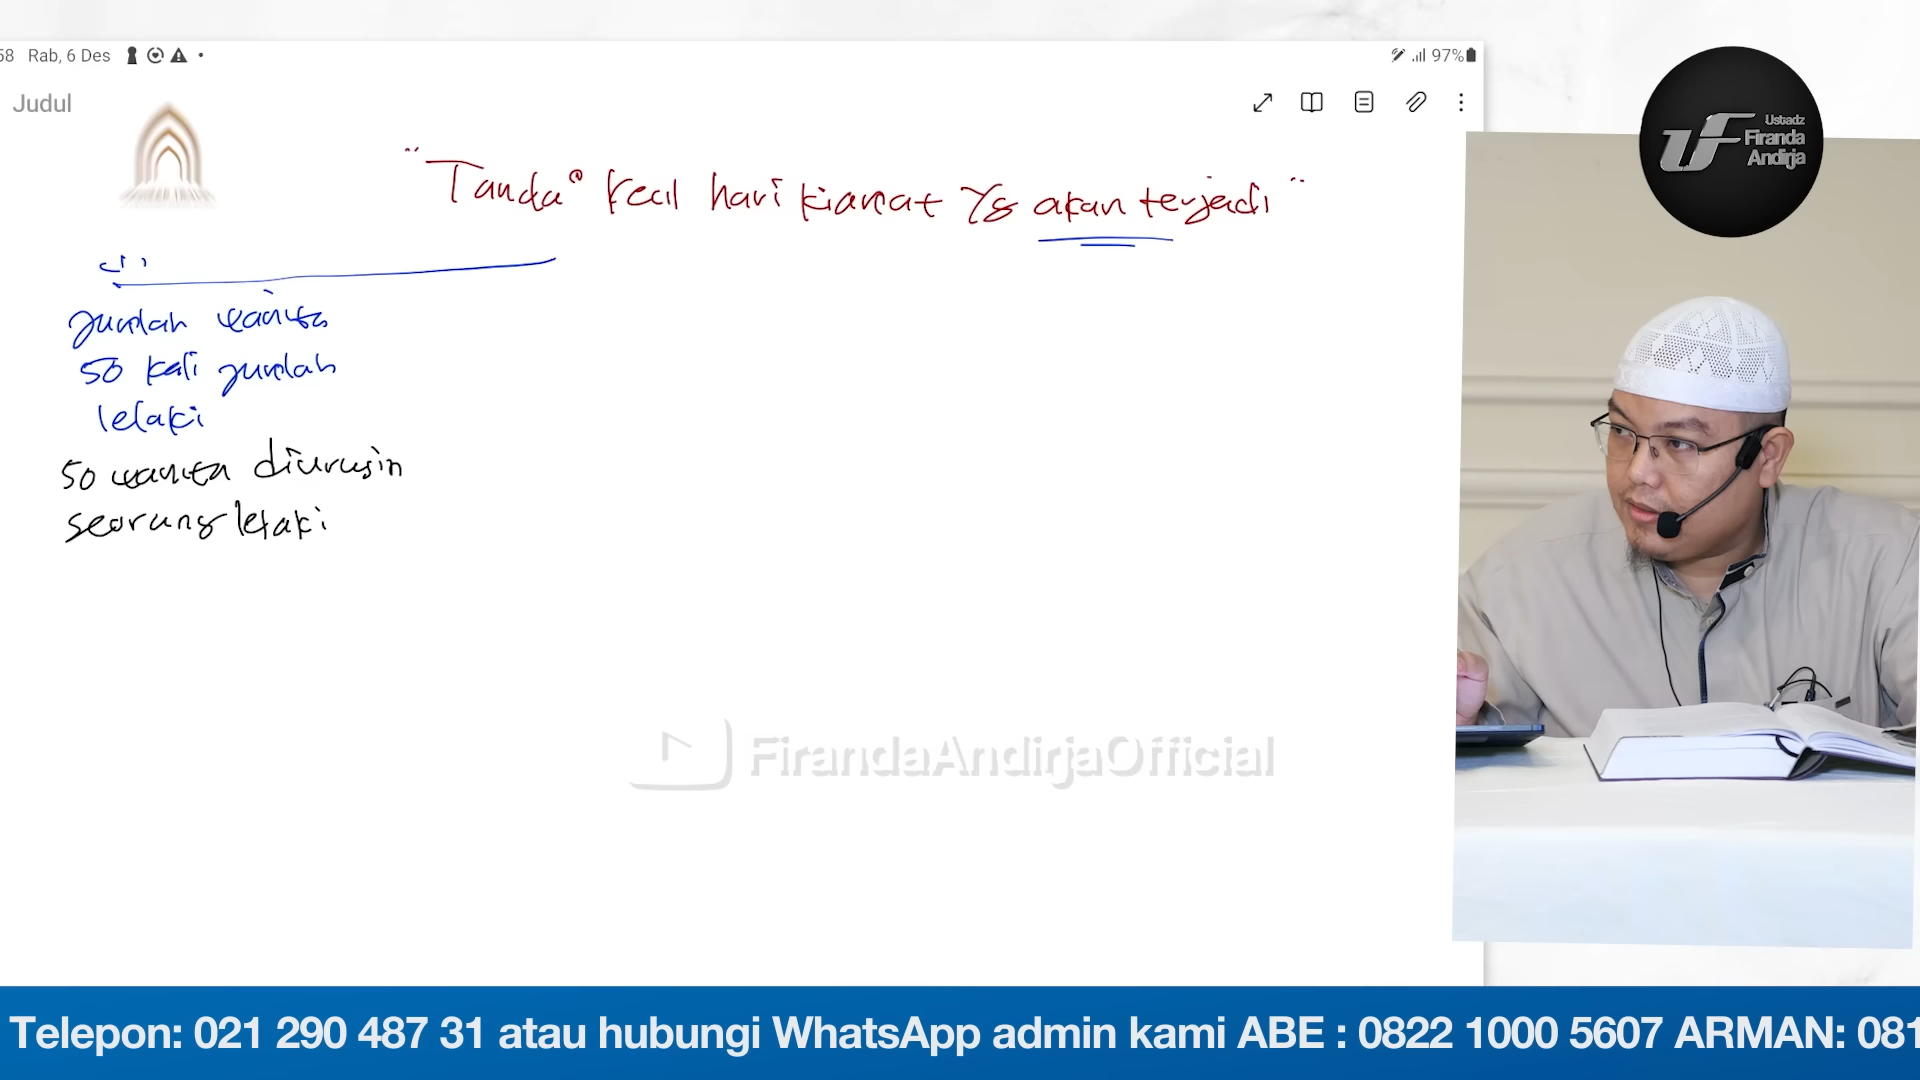 58 Rab, 6 Des
97%
Judul
Ustadz
Firanda
Andirja
"Tanda² kecil hari kiamat Yg akan terjadi"
jumlah wanita
50 kali jumlah
lelaki
50 wanita diurusin
seorang lelaki
FirandaAndirjaOfficial
Telepon: 021 290 487 31 atau hubungi WhatsApp admin kami ABE : 0822 1000 5607 ARMAN: 081